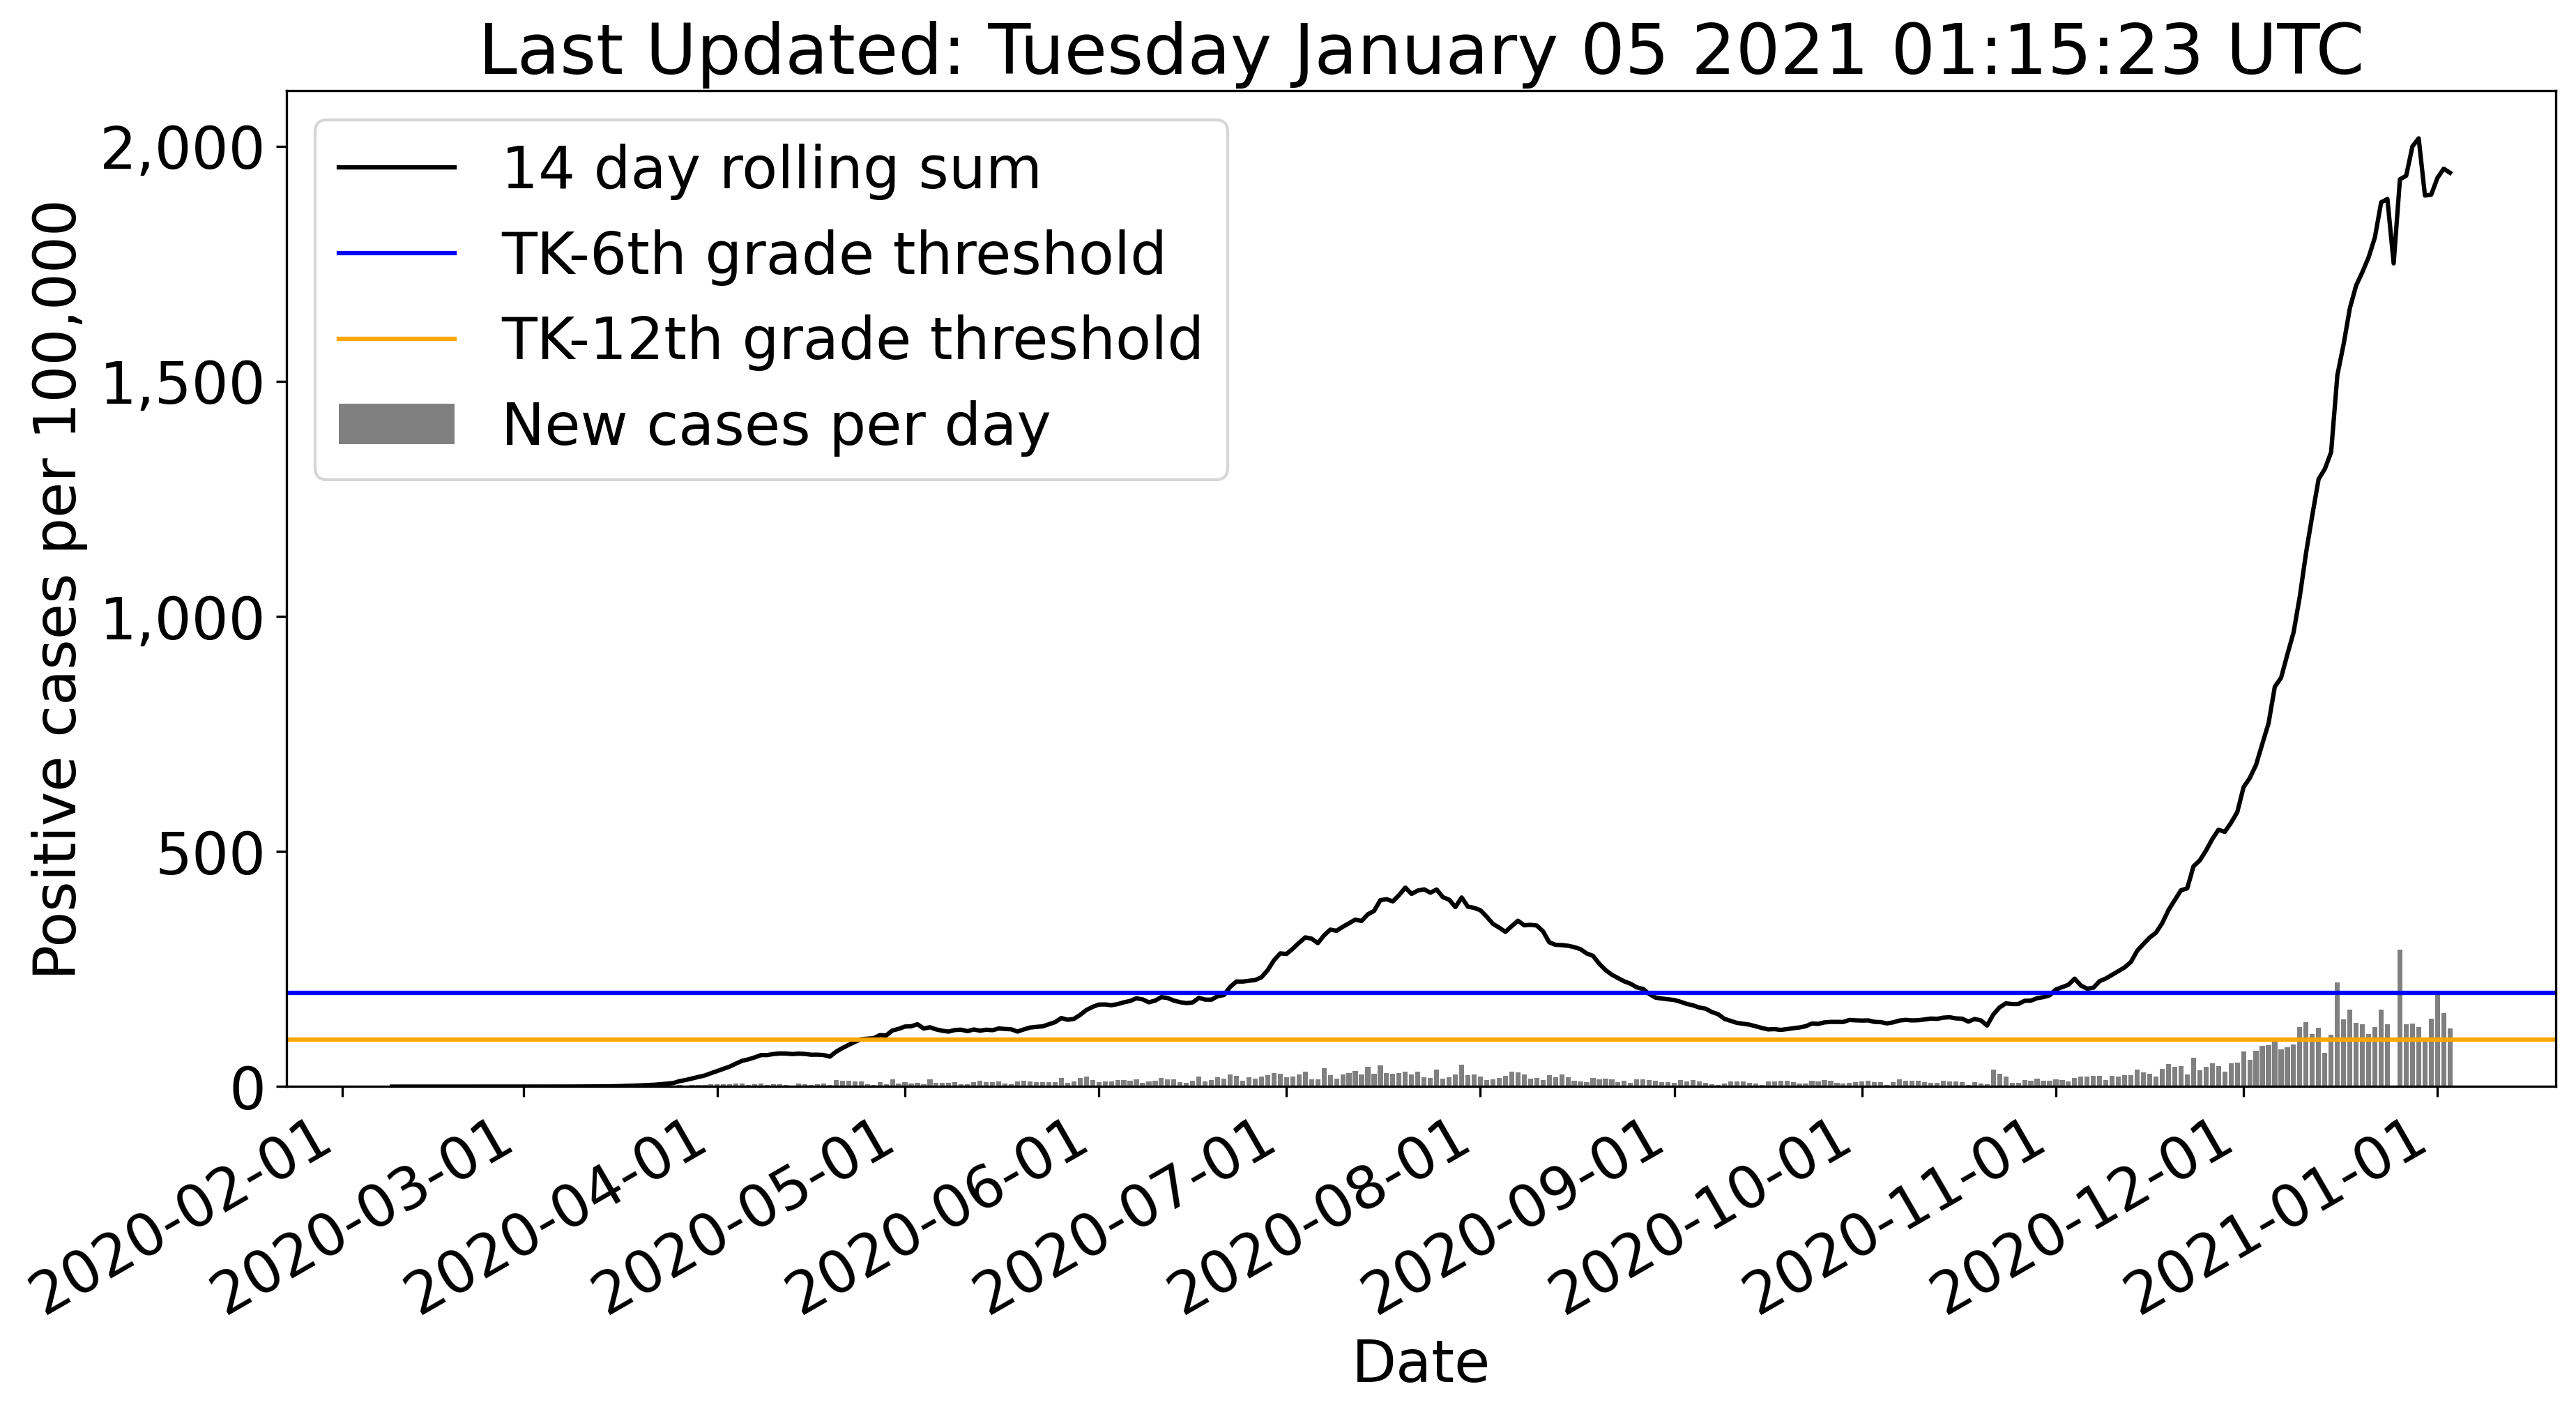 Last Updated: Tuesday January 05 2021 01:15:23 UTC
14 day rolling sum
TK-6th grade threshold
TK-12th grade threshold
New cases per day
Positive cases per 100,000
2,000
1,500
1,000
500
0
2020-02-01
2020-03-01
2020-04-01
2020-05-01
2020-06-01
2020-07-01
2020-08-01
2020-09-01
2020-10-01
2020-11-01
2020-12-01
2021-01-01
Date